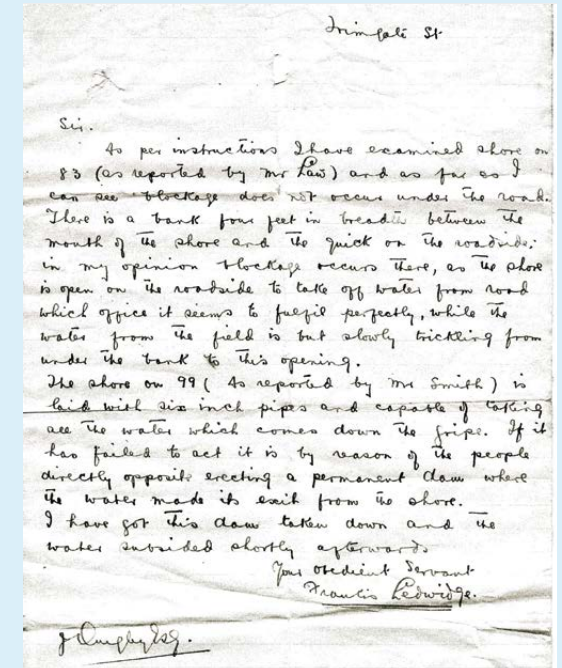 Trimgate St
Sir.
As per instructions I have examined shore on
83 (as reported by Mr Law) and as far as I
can see blockage does not occur under the road.
There is a bank four feet in breadth between the
mouth of the shore and the quick on the roadside;
in my opinion blockage occurs there, as the shore
is open on the roadside to take off water from road
which office it seems to fulfil perfectly, while the
water from the field is but slowly trickling from
under the bank to this opening.
The shore on 99 (As reported by Mr Smith) is
laid with six inch pipes and capable of taking
all the water which comes down the gripe. If it
has failed to act it is by reason of the people
directly opposite erecting a permanent dam where
the water made its exit from the shore.
I have got this dam taken down and the
water subsided shortly afterwards
Your obedient Servant
Francis Ledwidge.
J Quigley Esq.